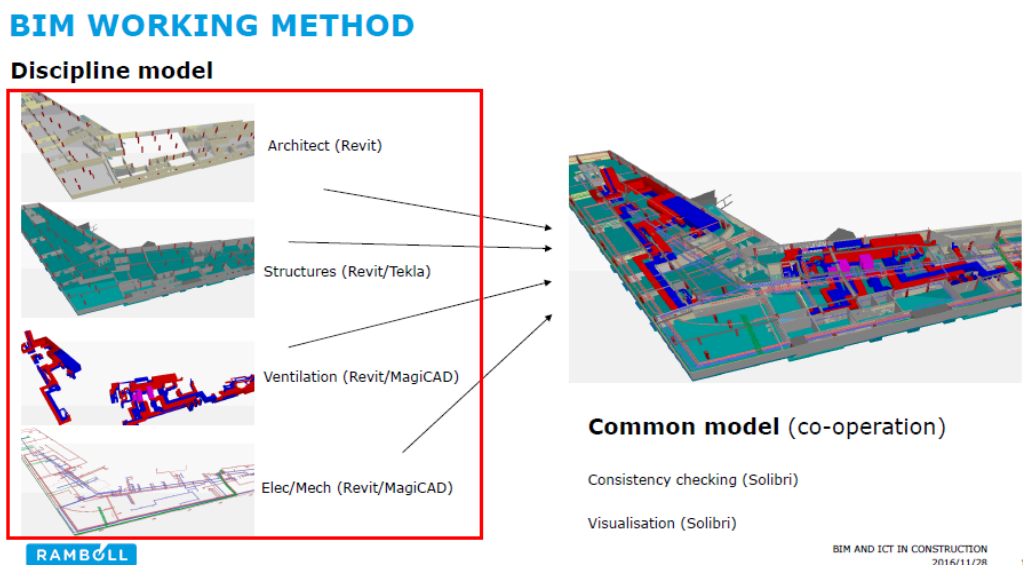 BIM WORKING METHOD
Discipline model
Architect (Revit)
Structures (Revit/Tekla)
Ventilation (Revit/MagiCAD)
Elec/Mech (Revit/MagiCAD)
Common model (co-operation)
Consistency checking (Solibri)
Visualisation (Solibri)
RAMBOLL
BIM AND ICT IN CONSTRUCTION
2016/11/28